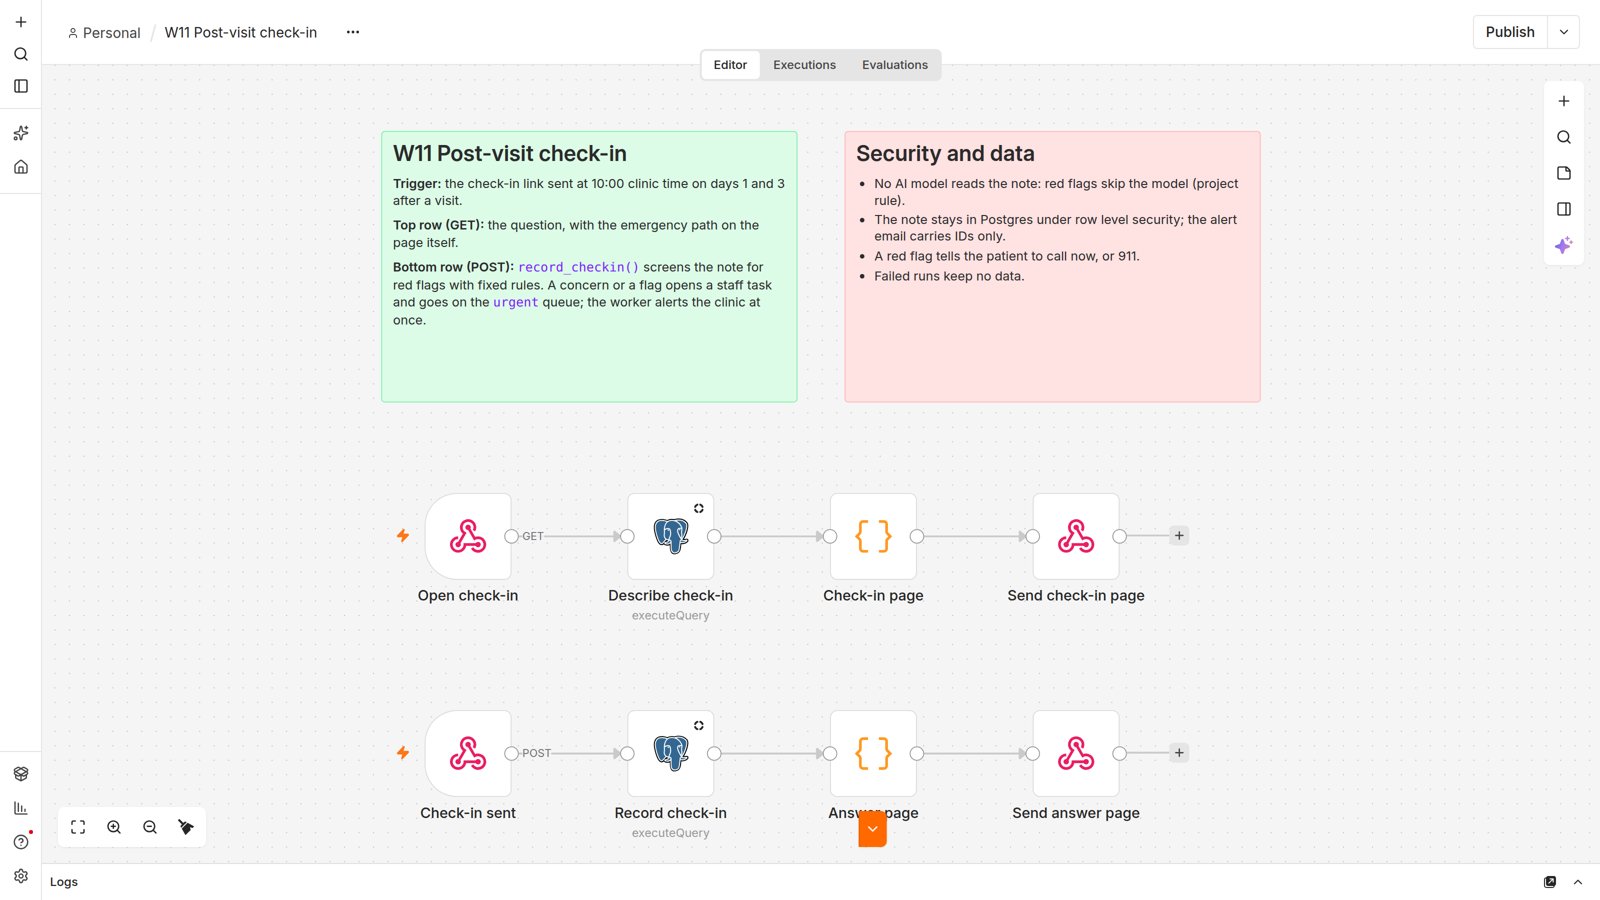 Personal / W11 Post-visit check-in
Publish
Editor
Executions
Evaluations
W11 Post-visit check-in
Trigger: the check-in link sent at 10:00 clinic time on days 1 and 3
after a visit.
Top row (GET): the question, with the emergency path on the
page itself.
Bottom row (POST): record_checkin() screens the note for
red flags with fixed rules. A concern or a flag opens a staff task
and goes on the urgent queue; the worker alerts the clinic at
once.
Security and data
No AI model reads the note: red flags skip the model (project
rule).
The note stays in Postgres under row level security; the alert
email carries IDs only.
A red flag tells the patient to call now, or 911.
Failed runs keep no data.
GET
Open check-in
Describe check-in
executeQuery
Check-in page
Send check-in page
POST
Check-in sent
Record check-in
executeQuery
Answer page
Send answer page
Logs